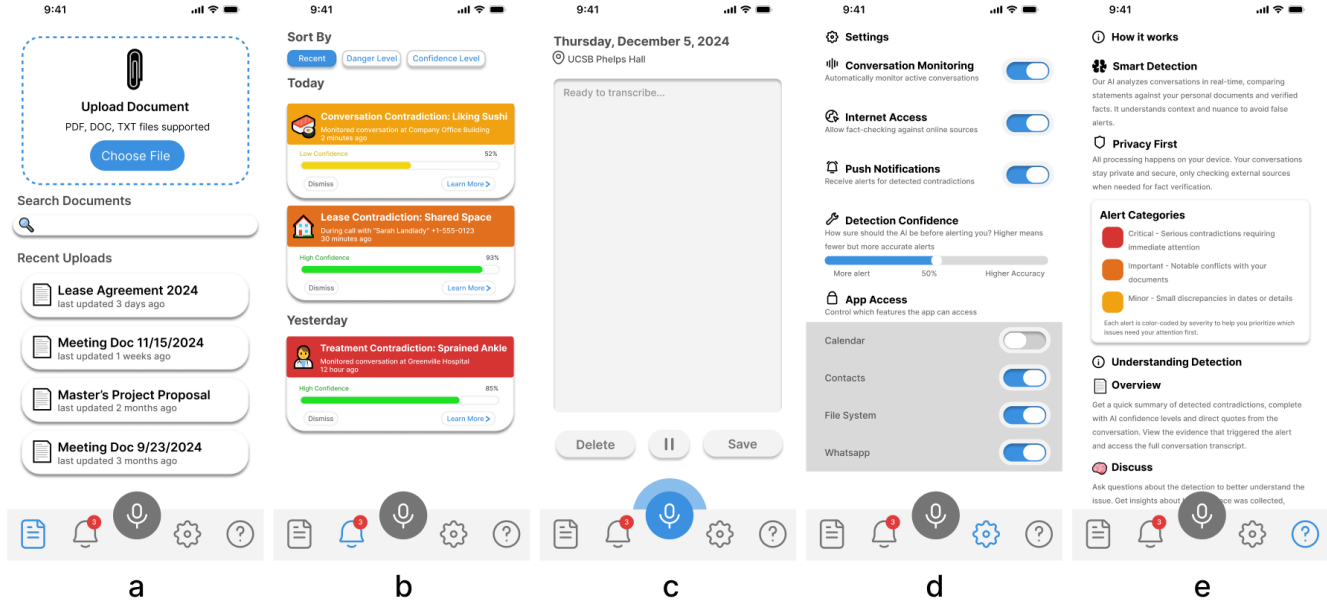 9:41
Upload Document
PDF, DOC, TXT files supported
Choose File
Search Documents
Recent Uploads
Lease Agreement 2024
last updated 3 days ago
Meeting Doc 11/15/2024
last updated 1 weeks ago
Master's Project Proposal
last updated 2 months ago
Meeting Doc 9/23/2024
last updated 3 months ago
3
a
9:41
Sort By
Recent
Danger Level
Confidence Level
Today
Conversation Contradiction: Liking Sushi
Monitored conversation at Company Office Building
2 minutes ago
Low Confidence
52%
Dismiss
Learn More >
Lease Contradiction: Shared Space
During call with "Sarah Landlady" +1-555-0123
30 minutes ago
High Confidence
93%
Dismiss
Learn More >
Yesterday
Treatment Contradiction: Sprained Ankle
Monitored conversation at Greenville Hospital
12 hour ago
High Confidence
85%
Dismiss
Learn More >
3
b
9:41
Thursday, December 5, 2024
UCSB Phelps Hall
Ready to transcribe...
Delete
Save
3
c
9:41
Settings
Conversation Monitoring
Automatically monitor active conversations
Internet Access
Allow fact-checking against online sources
Push Notifications
Receive alerts for detected contradictions
Detection Confidence
How sure should the AI be before alerting you? Higher means
fewer but more accurate alerts
More alert
50%
Higher Accuracy
App Access
Control which features the app can access
Calendar
Contacts
File System
Whatsapp
3
d
9:41
How it works
Smart Detection
Our AI analyzes conversations in real-time, comparing
statements against your personal documents and verified
facts. It understands context and nuance to avoid false
alerts.
Privacy First
All processing happens on your device. Your conversations
stay private and secure, only checking external sources
when needed for fact verification.
Alert Categories
Critical - Serious contradictions requiring
immediate attention
Important - Notable conflicts with your
documents
Minor - Small discrepancies in dates or details
Each alert is color-coded by severity to help you prioritize which
issues need your attention first.
Understanding Detection
Overview
Get a quick summary of detected contradictions, complete
with AI confidence levels and direct quotes from the
conversation. View the evidence that triggered the alert
and access the full conversation transcript.
Discuss
Ask questions about the detection to better understand the
issue. Get insights about nce was collected,
3
e